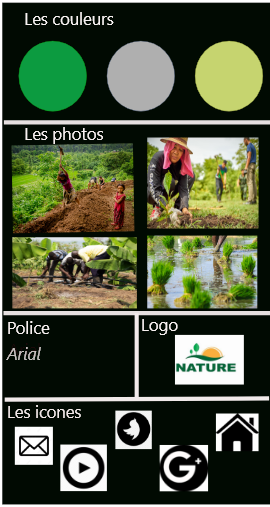 Les couleurs
Les photos
Police
Arial
Logo
NATURE
Les icones
G+